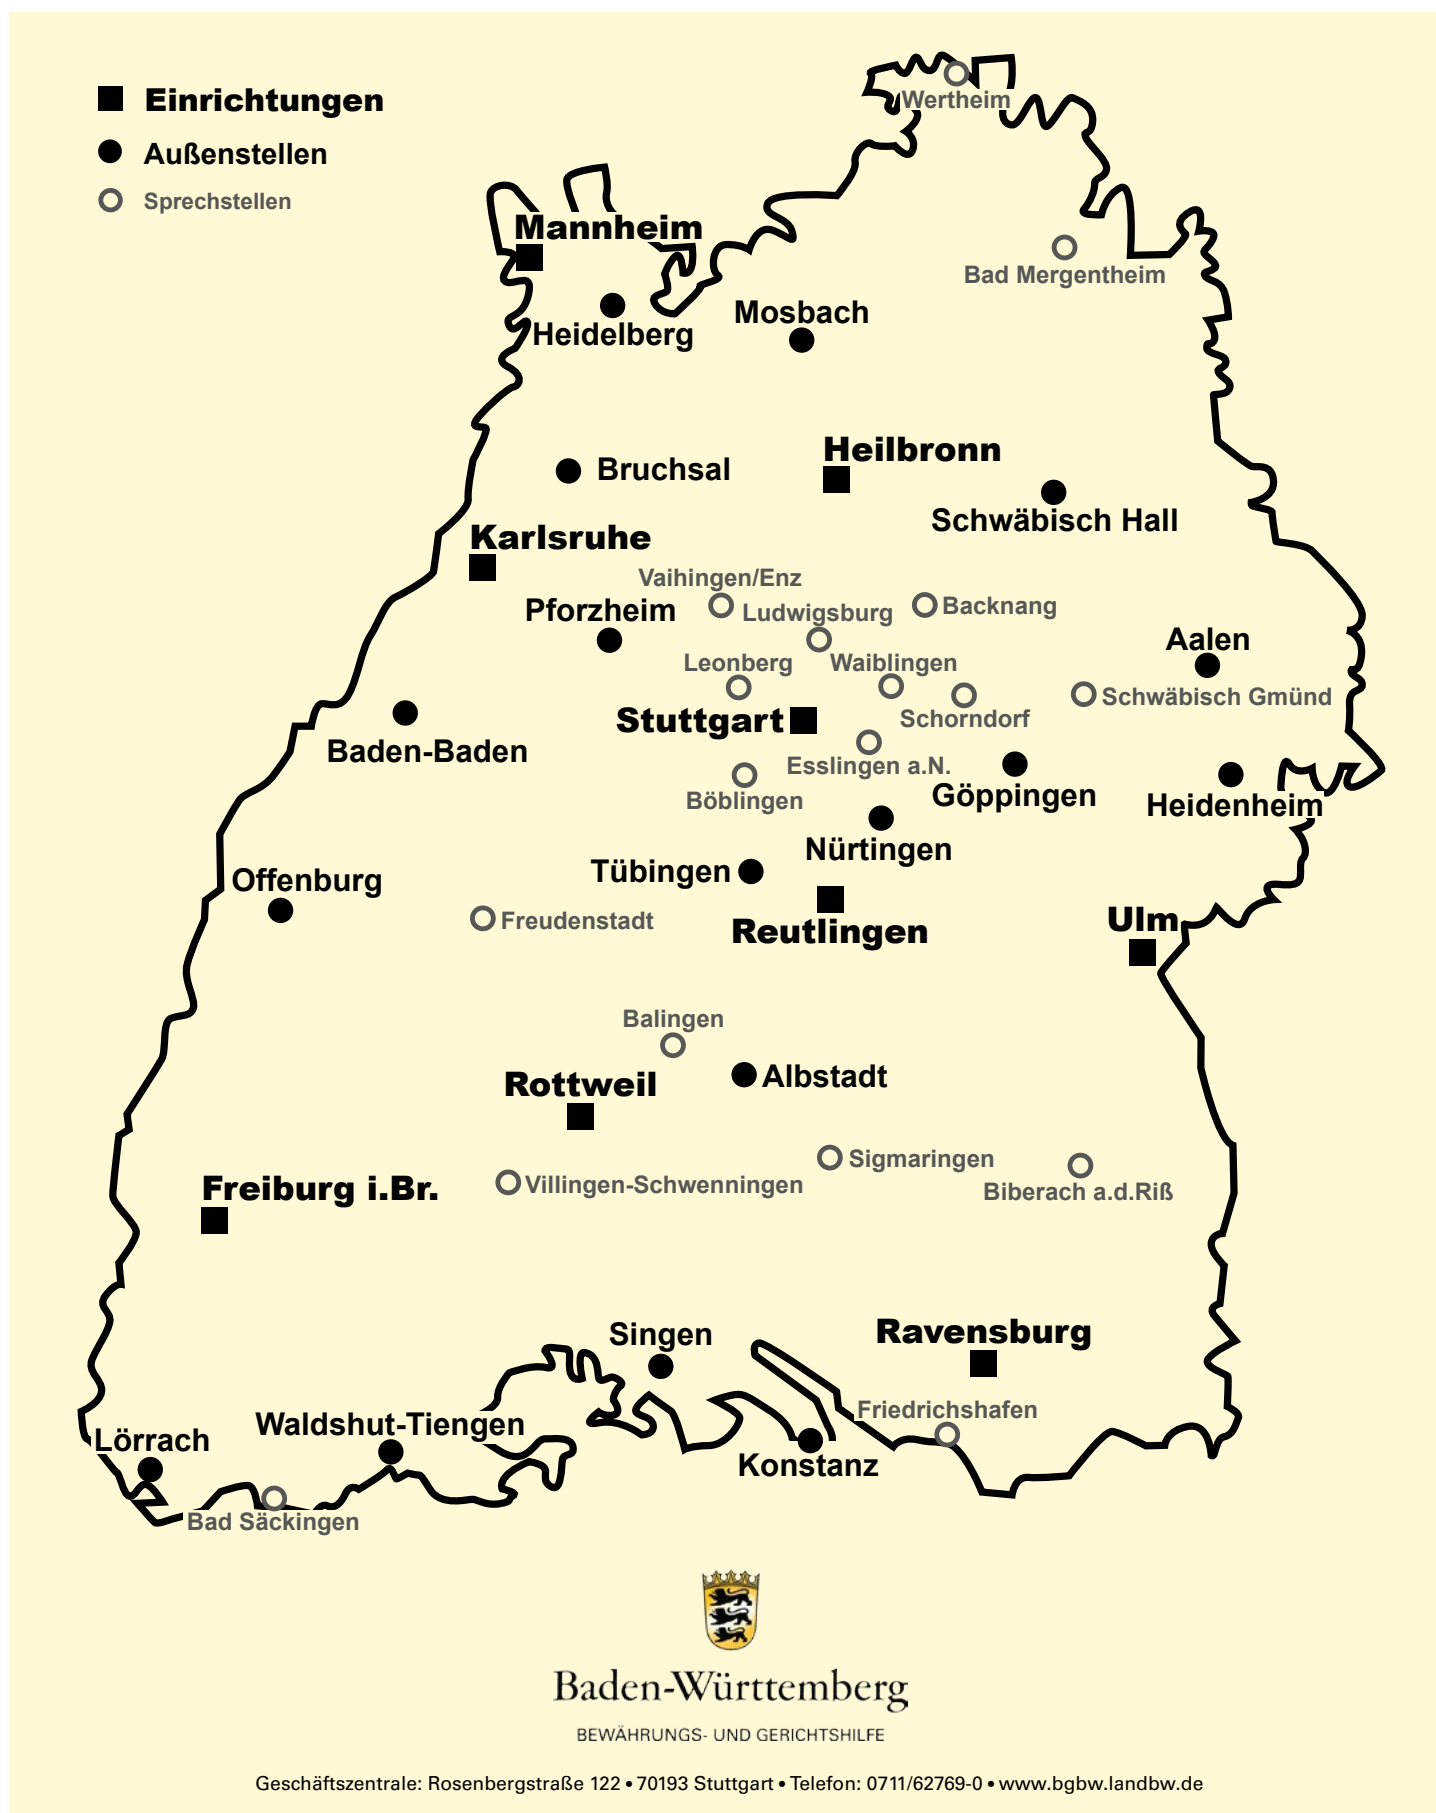 Einrichtungen
Außenstellen
Sprechstellen
Wertheim
Mannheim
Bad Mergentheim
Heidelberg
Mosbach
Bruchsal
Heilbronn
Schwäbisch Hall
Karlsruhe
Vaihingen/Enz
Pforzheim
Ludwigsburg
Backnang
Aalen
Leonberg
Waiblingen
Schwäbisch Gmünd
Stuttgart
Schorndorf
Baden-Baden
Esslingen a.N.
Böblingen
Göppingen
Heidenheim
Nürtingen
Tübingen
Offenburg
Freudenstadt
Reutlingen
Ulm
Balingen
Albstadt
Rottweil
Sigmaringen
Villingen-Schwenningen
Biberach a.d.Riß
Freiburg i.Br.
Singen
Ravensburg
Friedrichshafen
Waldshut-Tiengen
Lörrach
Konstanz
Bad Säckingen
Baden-Württemberg
BEWÄHRUNGS- UND GERICHTSHILFE
Geschäftszentrale: Rosenbergstraße 122 • 70193 Stuttgart • Telefon: 0711/62769-0 • www.bgbw.landbw.de